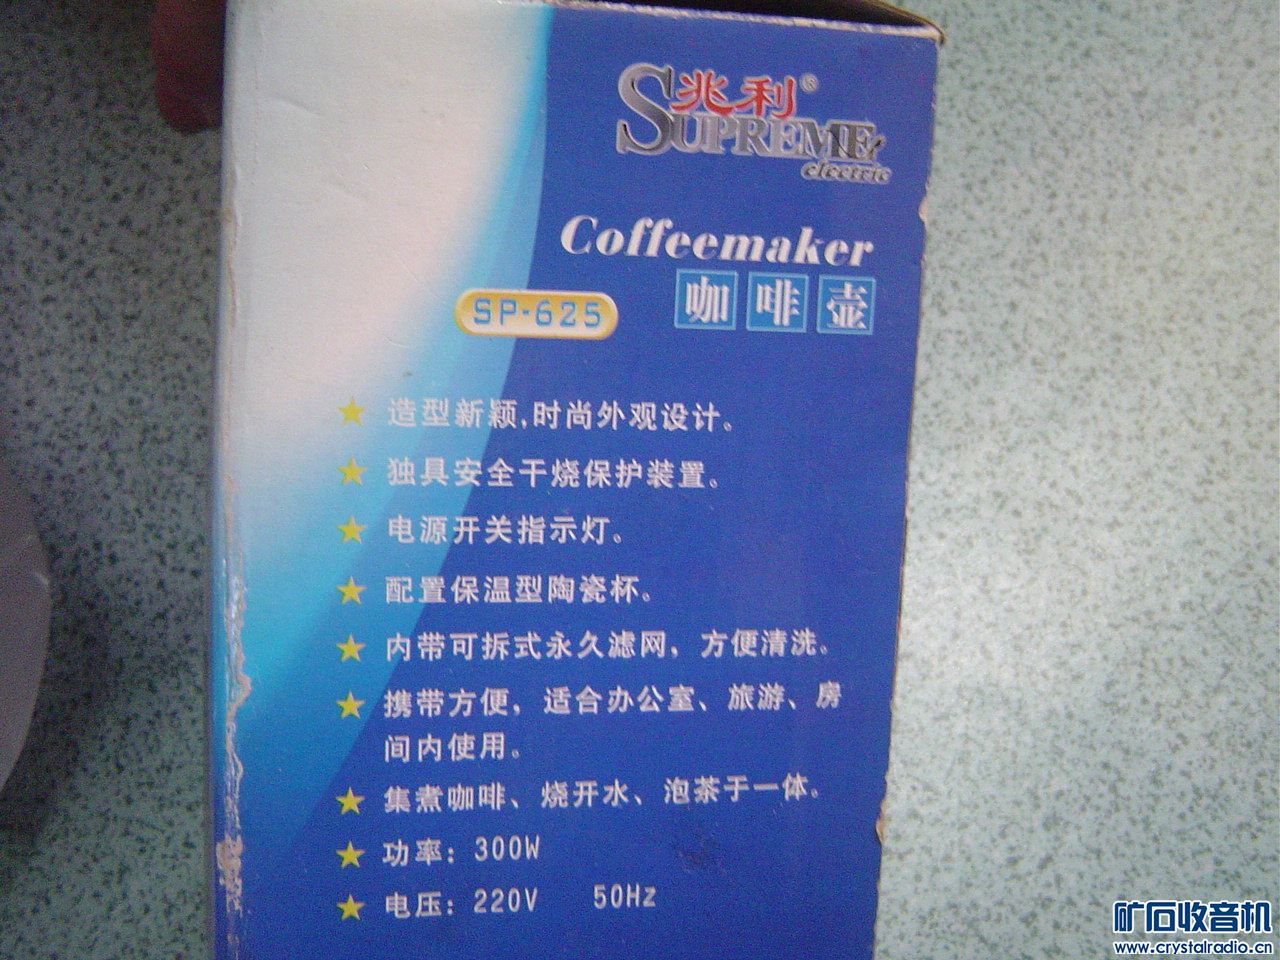 兆利®
SUPREME
electric
Coffeemaker
SP-625
咖啡壶
★ 造型新颖,时尚外观设计。
★ 独具安全干烧保护装置。
★ 电源开关指示灯。
★ 配置保温型陶瓷杯。
★ 内带可拆式永久滤网，方便清洗。
★ 携带方便，适合办公室、旅游、房
间内使用。
★ 集煮咖啡、烧开水、泡茶于一体。
★ 功率：300W
★ 电压：220V 50Hz
矿石收音机
www.crystalradio.cn